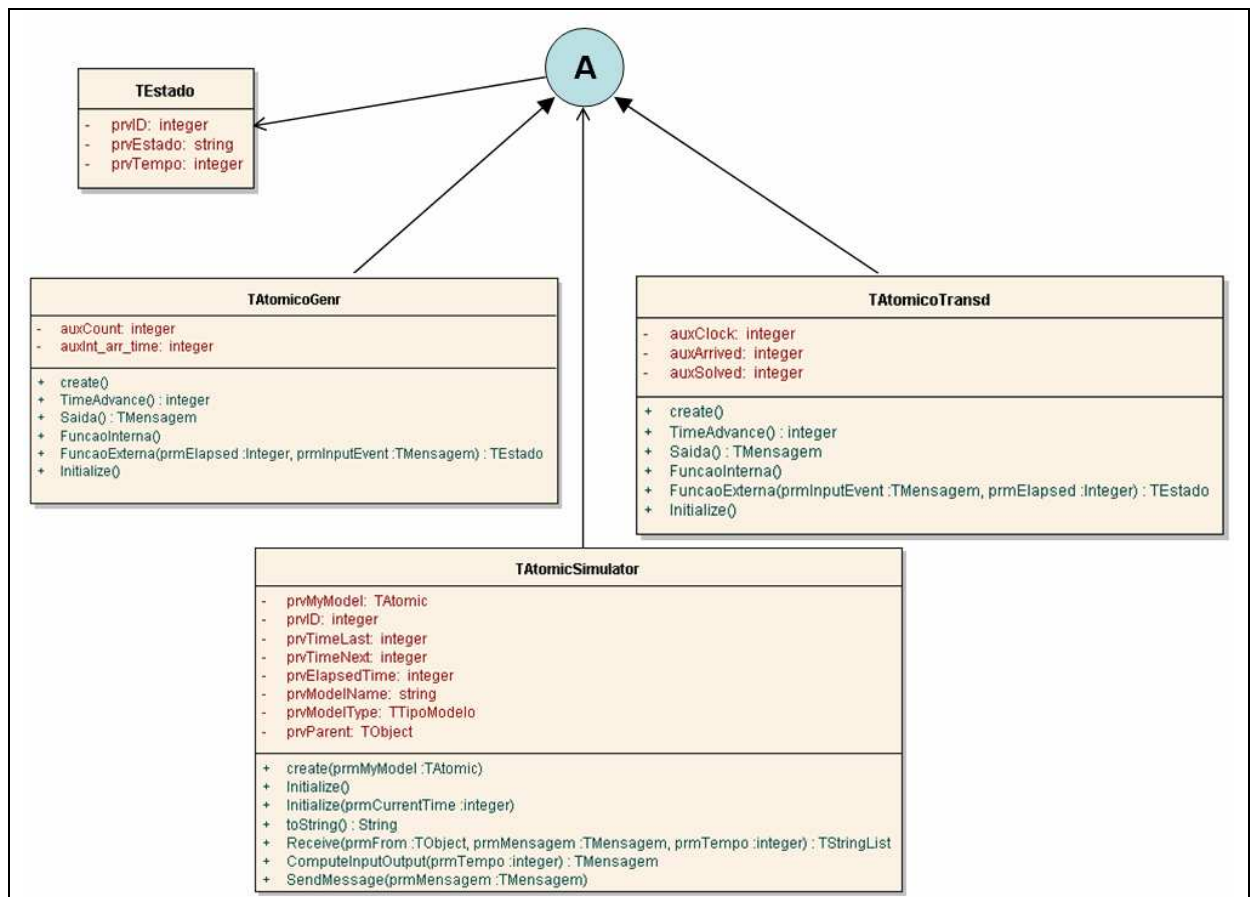 A
TEstado
- prvID: integer
- prvEstado: string
- prvTempo: integer
TAtomicoGenr
- auxCount: integer
- auxInt_arr_time: integer
+ create()
+ TimeAdvance() : integer
+ Saida() : TMensagem
+ FuncaoInterna()
+ FuncaoExterna(prmElapsed :Integer, prmInputEvent :TMensagem) : TEstado
+ Initialize()
TAtomicoTransd
- auxClock: integer
- auxArrived: integer
- auxSolved: integer
+ create()
+ TimeAdvance() : integer
+ Saida() : TMensagem
+ FuncaoInterna()
+ FuncaoExterna(prmInputEvent :TMensagem, prmElapsed :Integer) : TEstado
+ Initialize()
TAtomicSimulator
- prvMyModel: TAtomic
- prvID: integer
- prvTimeLast: integer
- prvTimeNext: integer
- prvElapsedTime: integer
- prvModelName: string
- prvModelType: TTipoModelo
- prvParent: TObject
+ create(prmMyModel :TAtomic)
+ Initialize()
+ Initialize(prmCurrentTime :integer)
+ toString() : String
+ Receive(prmFrom :TObject, prmMensagem :TMensagem, prmTempo :integer) : TStringList
+ ComputeInputOutput(prmTempo :integer) : TMensagem
+ SendMessage(prmMensagem :TMensagem)